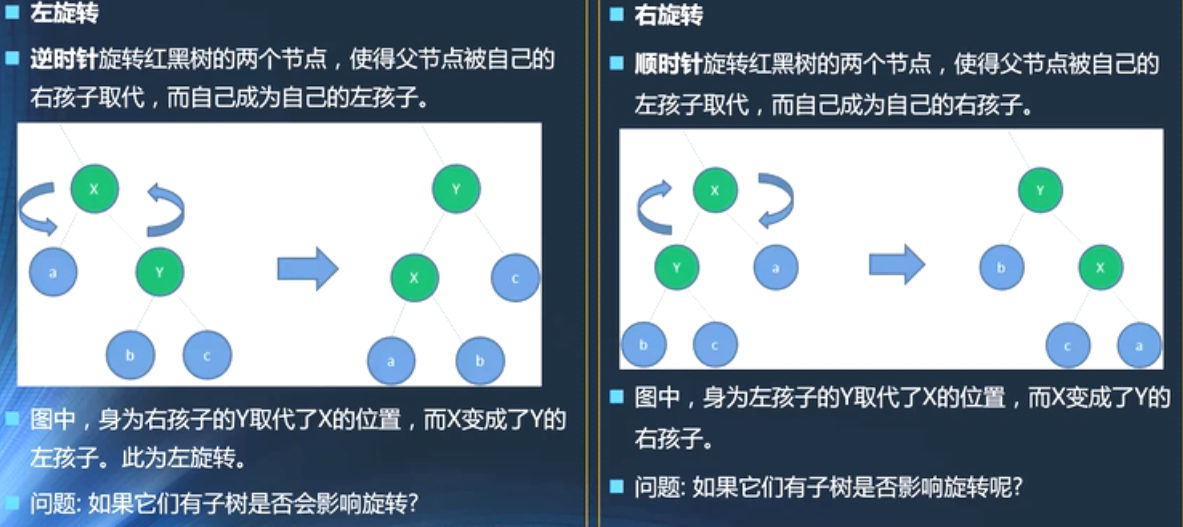 左旋转
逆时针旋转红黑树的两个节点，使得父节点被自己的
右孩子取代，而自己成为自己的左孩子。
X
a
Y
b
c
Y
X
c
a
b
图中，身为右孩子的Y取代了X的位置，而X变成了Y的
左孩子。此为左旋转。
问题: 如果它们有子树是否会影响旋转?
右旋转
顺时针旋转红黑树的两个节点，使得父节点被自己的
左孩子取代，而自己成为自己的右孩子。
X
Y
a
b
c
Y
b
X
c
a
图中，身为左孩子的Y取代了X的位置，而X变成了Y的
右孩子。
问题: 如果它们有子树是否影响旋转呢?